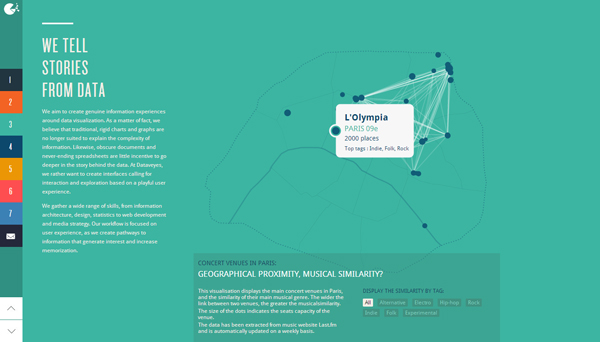 1
2
3
4
5
6
7
WE TELL
STORIES
FROM DATA
We aim to create genuine information experiences
around data visualization. As a matter of fact, we
believe that traditional, rigid charts and graphs are
no longer suited to explain the complexity of
information. Likewise, obscure documents and
never-ending spreadsheets are little incentive to go
deeper in the story behind the data. At Dataveyes,
we rather want to create interfaces calling for
interaction and exploration based on a playful user
experience.
We gather a wide range of skills, from information
architecture, design, statistics to web development
and media strategy. Our workflow is focused on
user experience, as we create pathways to
information that generate interest and increase
memorization.
L'Olympia
PARIS 09e
2000 places
Top tags : Indie, Folk, Rock
CONCERT VENUES IN PARIS:
GEOGRAPHICAL PROXIMITY, MUSICAL SIMILARITY?
This visualisation displays the main concert venues in Paris,
and the similarity of their main musical genre. The wider the
link between two venues, the greater the musicalsimilarity.
The size of the dots indicates the seats capacity of the
venue.
The data has been extracted from music website Last.fm
and is automatically updated on a weekly basis.
DISPLAY THE SIMILARITY BY TAG:
All Alternative Electro Hip-hop Rock
Indie Folk Experimental